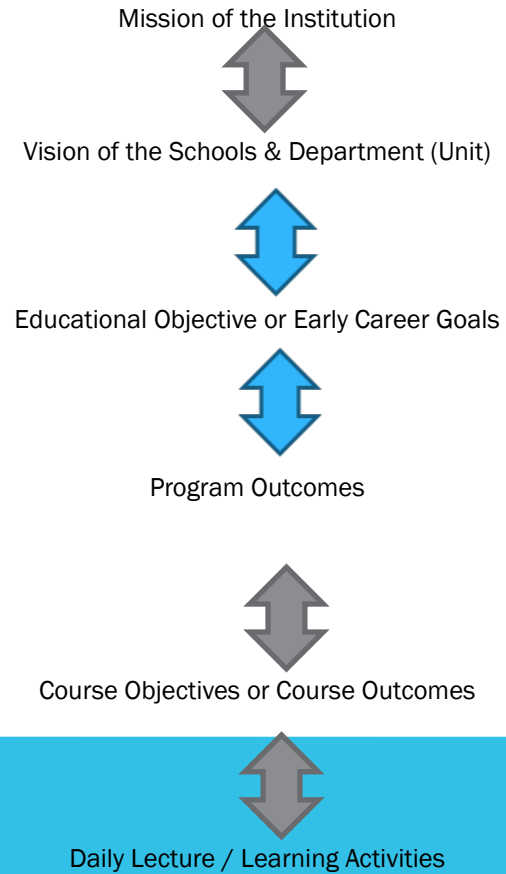 Mission of the Institution
Vision of the Schools & Department (Unit)
Educational Objective or Early Career Goals
Program Outcomes
Course Objectives or Course Outcomes
Daily Lecture / Learning Activities